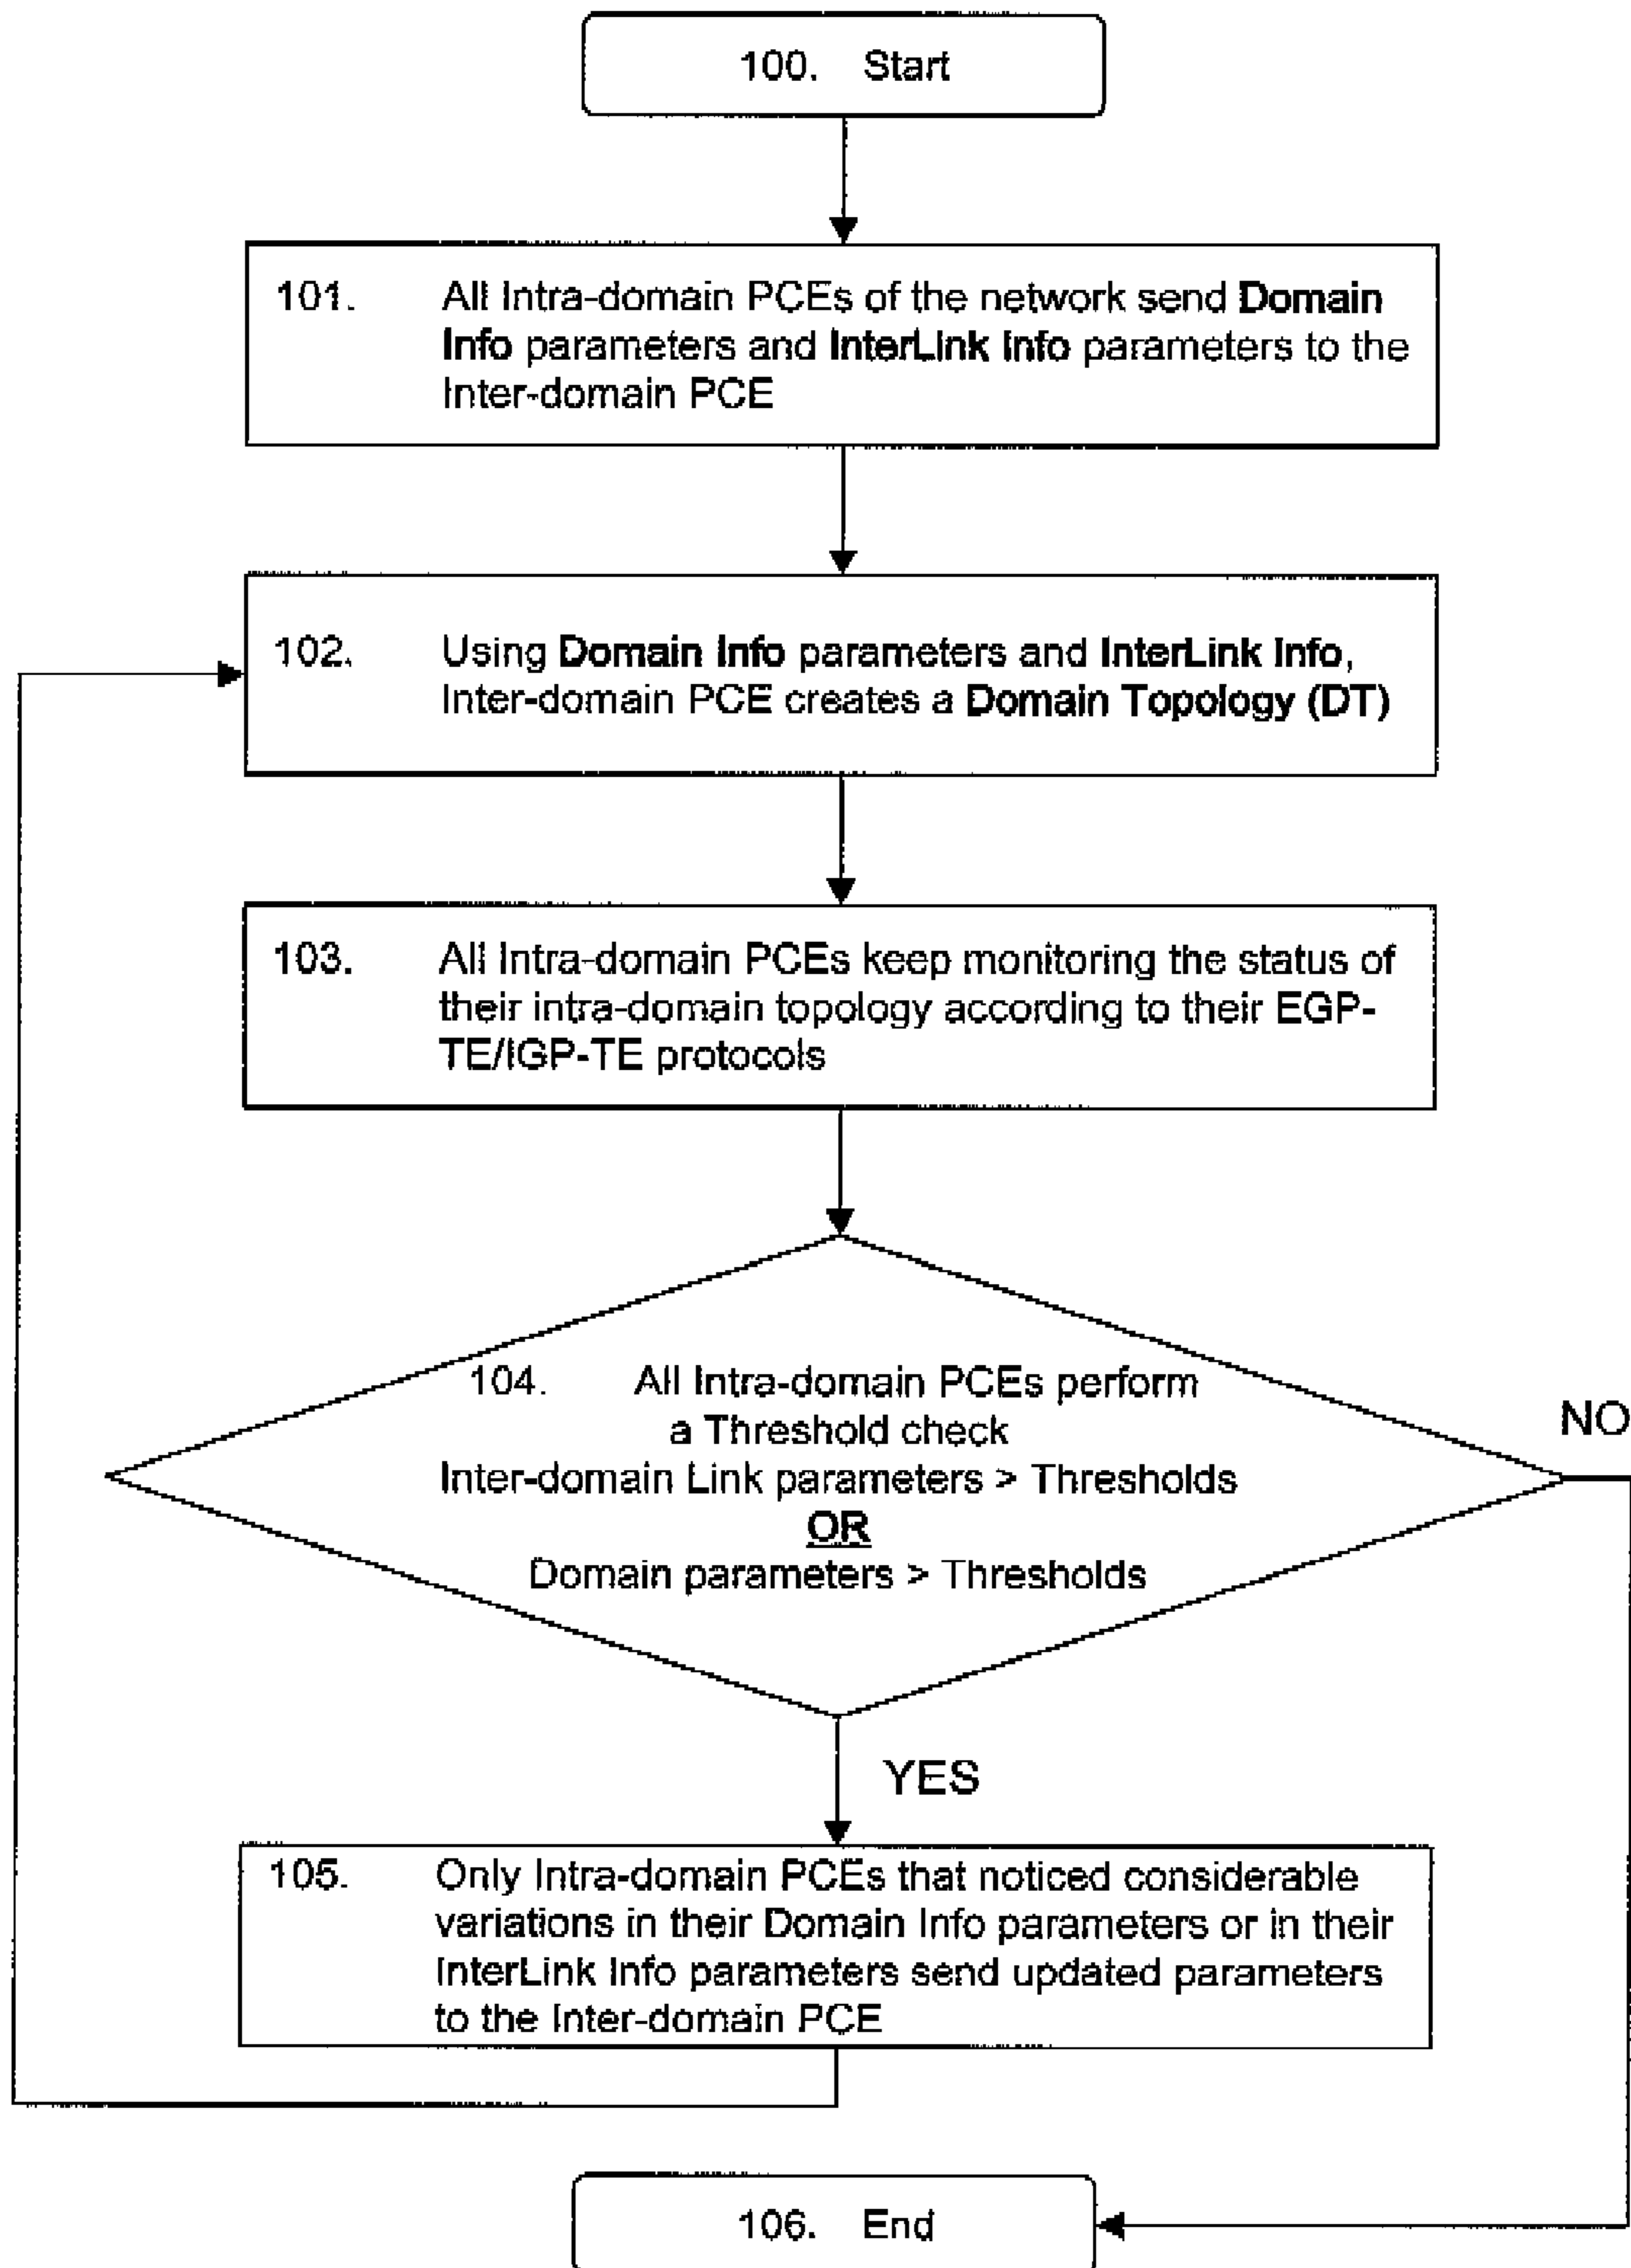 100. Start
101. All Intra-domain PCEs of the network send Domain
Info parameters and InterLink Info parameters to the
Inter-domain PCE
102. Using Domain Info parameters and InterLink Info,
Inter-domain PCE creates a Domain Topology (DT)
103. All Intra-domain PCEs keep monitoring the status of
their intra-domain topology according to their EGP-
TE/IGP-TE protocols
104. All Intra-domain PCEs perform
a Threshold check
Inter-domain Link parameters > Thresholds
OR
Domain parameters > Thresholds
NO
YES
105. Only Intra-domain PCEs that noticed considerable
variations in their Domain Info parameters or in their
InterLink Info parameters send updated parameters
to the Inter-domain PCE
106. End